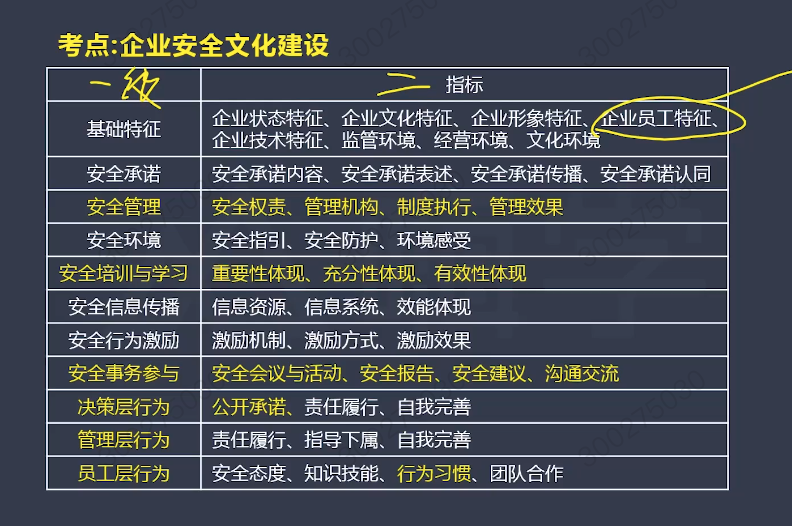 考点:企业安全文化建设
一级 二 指标
基础特征 企业状态特征、企业文化特征、企业形象特征、企业员工特征、
企业技术特征、监管环境、经营环境、文化环境
安全承诺 安全承诺内容、安全承诺表述、安全承诺传播、安全承诺认同
安全管理 安全权责、管理机构、制度执行、管理效果
安全环境 安全指引、安全防护、环境感受
安全培训与学习 重要性体现、充分性体现、有效性体现
安全信息传播 信息资源、信息系统、效能体现
安全行为激励 激励机制、激励方式、激励效果
安全事务参与 安全会议与活动、安全报告、安全建议、沟通交流
决策层行为 公开承诺、责任履行、自我完善
管理层行为 责任履行、指导下属、自我完善
员工层行为 安全态度、知识技能、行为习惯、团队合作
300275030